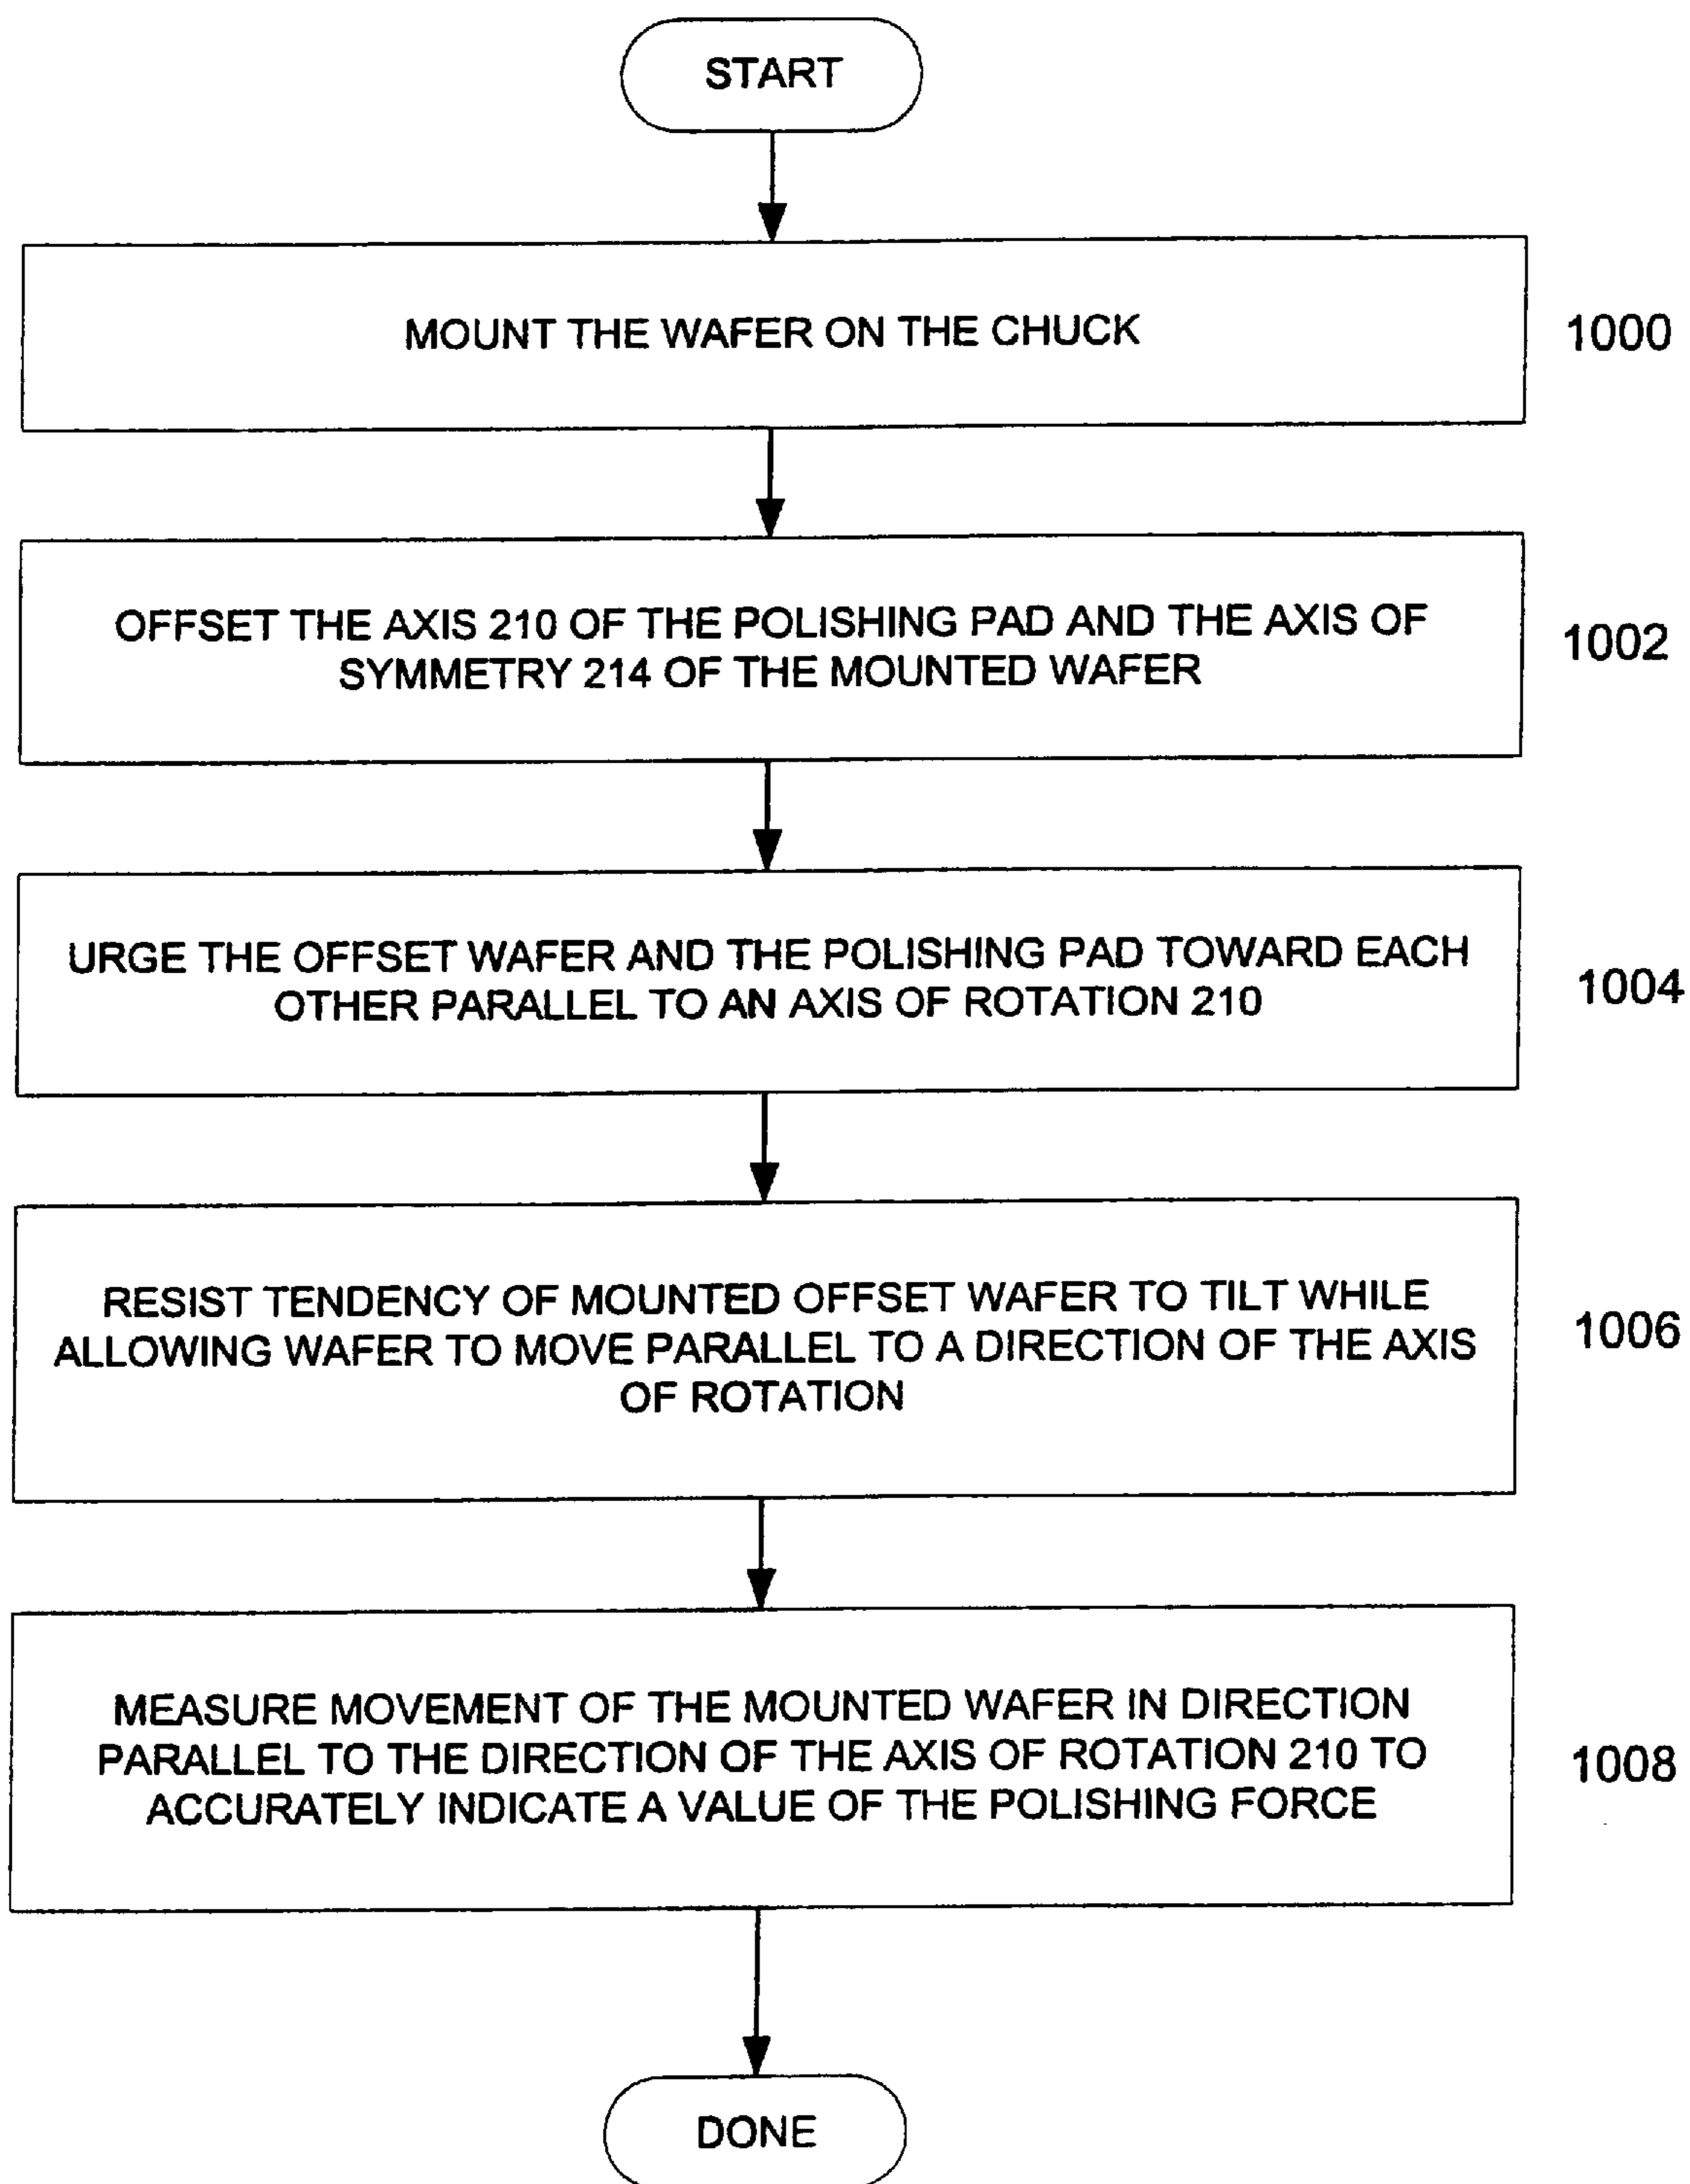 START
MOUNT THE WAFER ON THE CHUCK
1000
OFFSET THE AXIS 210 OF THE POLISHING PAD AND THE AXIS OF
SYMMETRY 214 OF THE MOUNTED WAFER
1002
URGE THE OFFSET WAFER AND THE POLISHING PAD TOWARD EACH
OTHER PARALLEL TO AN AXIS OF ROTATION 210
1004
RESIST TENDENCY OF MOUNTED OFFSET WAFER TO TILT WHILE
ALLOWING WAFER TO MOVE PARALLEL TO A DIRECTION OF THE AXIS
OF ROTATION
1006
MEASURE MOVEMENT OF THE MOUNTED WAFER IN DIRECTION
PARALLEL TO THE DIRECTION OF THE AXIS OF ROTATION 210 TO
ACCURATELY INDICATE A VALUE OF THE POLISHING FORCE
1008
DONE